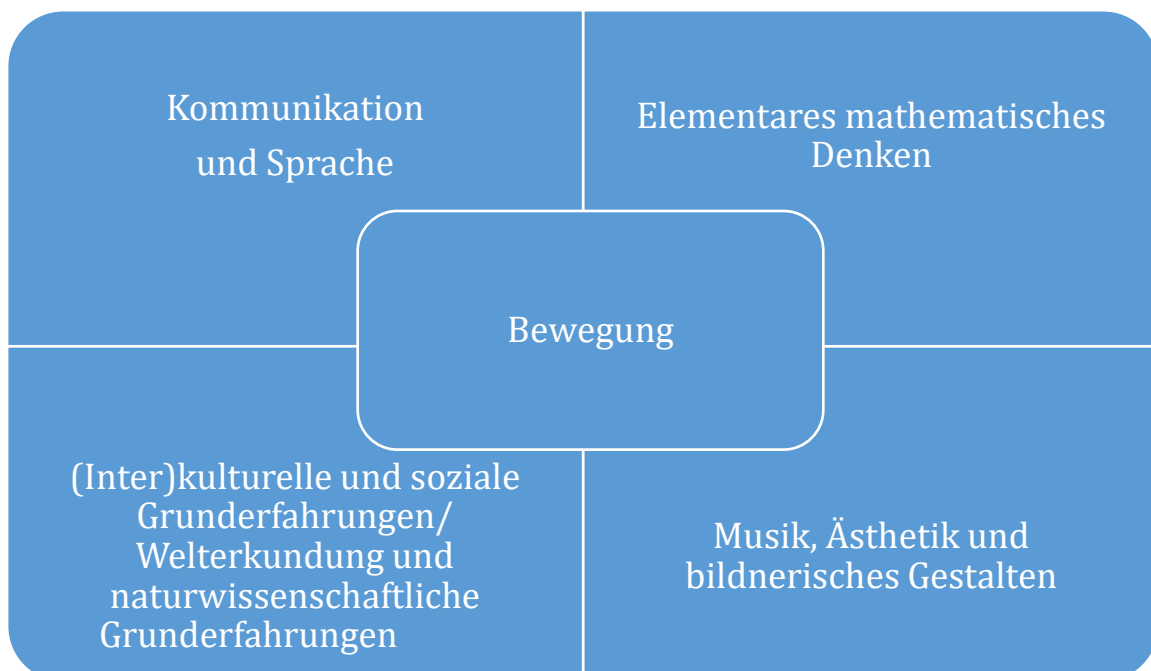 Kommunikation
und Sprache
Elementares mathematisches
Denken
Bewegung
(Inter)kulturelle und soziale
Grunderfahrungen/
Welterkundung und
naturwissenschaftliche
Grunderfahrungen
Musik, Ästhetik und
bildnerisches Gestalten